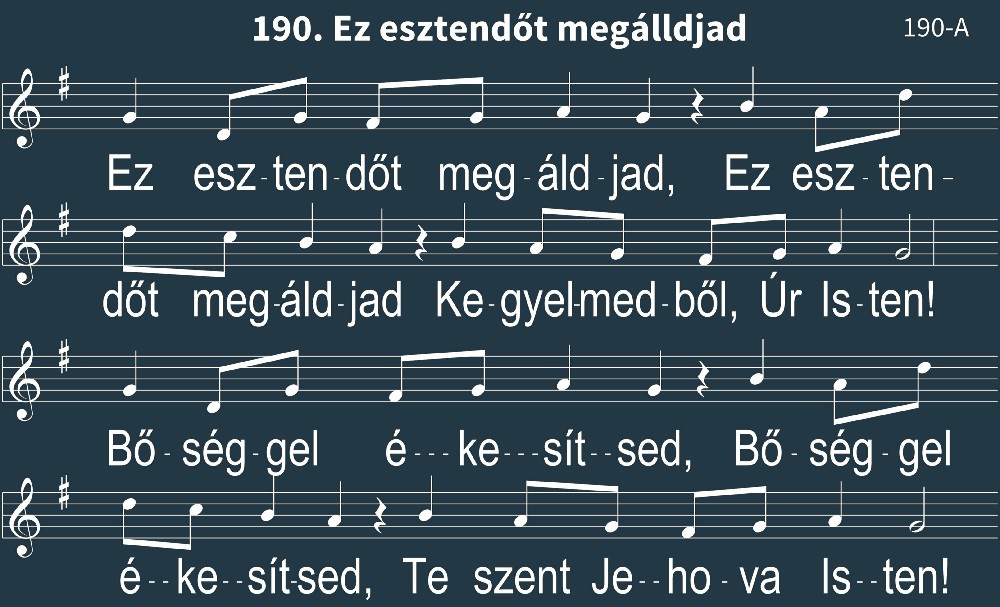 190. Ez esztendőt megálldjad
190-A
Ez esz-ten-dőt meg-áld-jad, Ez esz-ten-
dőt meg-áld-jad Ke-gyel-med-ből, Úr Is-ten!
Bő-ség-gel é---ke---sít--sed, Bő-ség-gel
é--ke--sít-sed, Te szent Je--ho-va Is--ten!